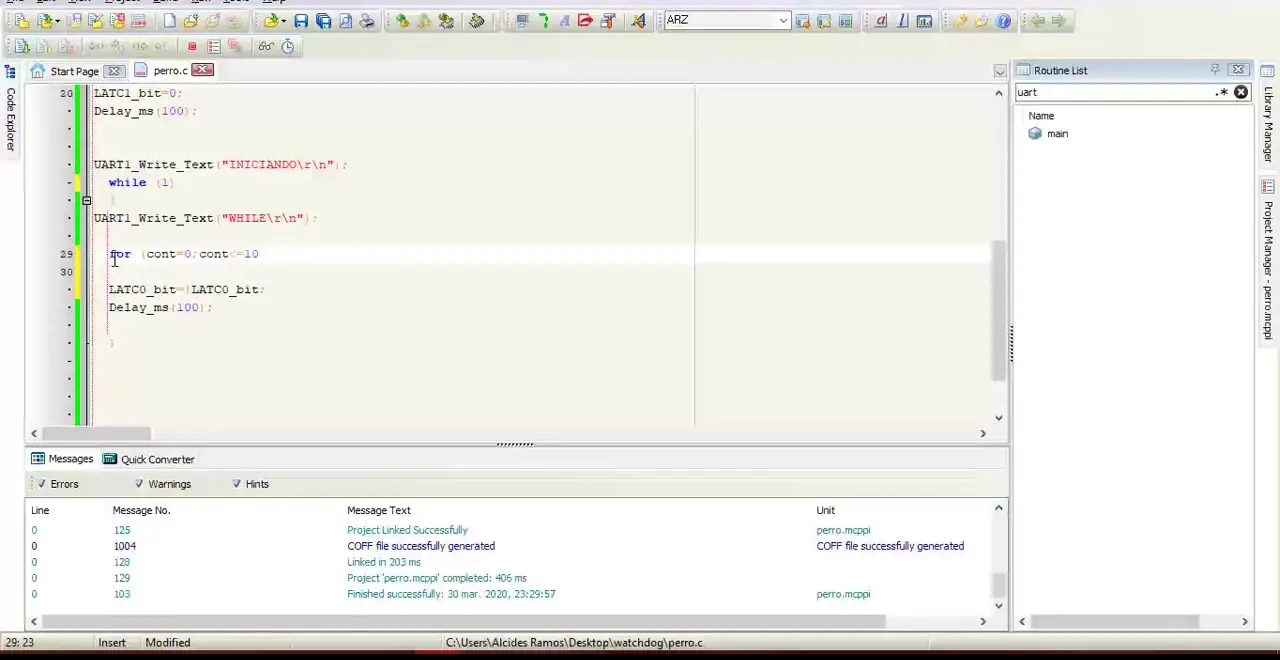 ARZ
Start Page
perro.c
Code Explorer
20
LATC1_bit=0;
Delay_ms(100);
UART1_Write_Text("INICIANDO\r\n");
while (1)
{
UART1_Write_Text("WHILE\r\n");
29
for (cont=0;cont<=10
30
LATC0_bit=!LATC0_bit;
Delay_ms(100);
}
Routine List
uart
.*
Name
main
Library Manager
Project Manager - perro.mcppi
Messages
Quick Converter
Errors
Warnings
Hints
Line
Message No.
Message Text
Unit
0
125
Project Linked Successfully
perro.mcppi
0
1004
COFF file successfully generated
COFF file successfully generated
0
128
Linked in 203 ms
0
129
Project 'perro.mcppi' completed: 406 ms
0
103
Finished successfully: 30 mar. 2020, 23:29:57
perro.mcppi
29: 23
Insert
Modified
C:\Users\Alcides Ramos\Desktop\watchdog\perro.c